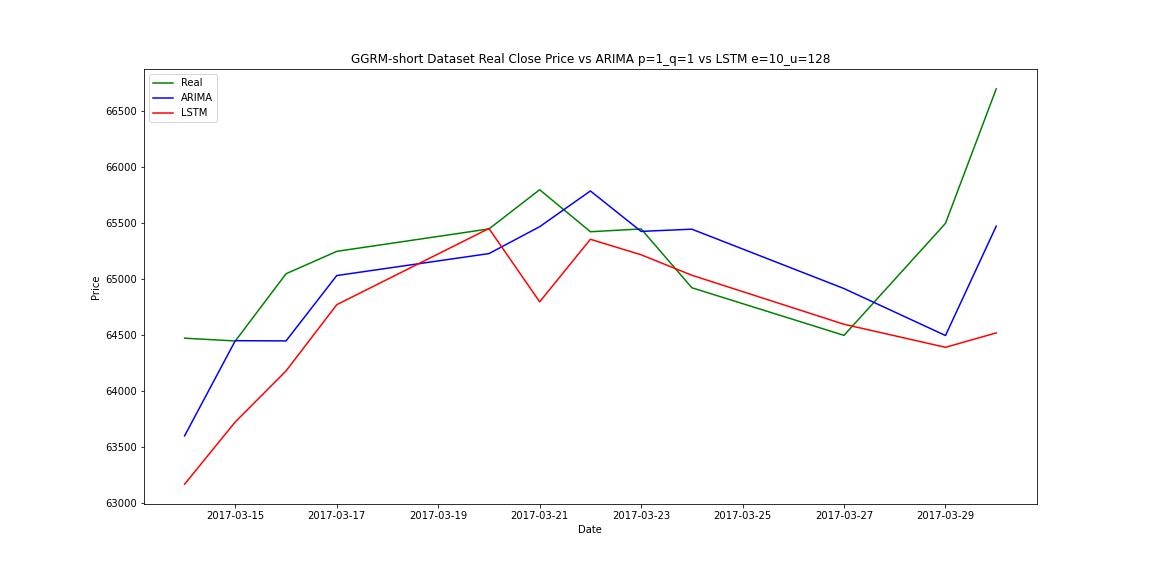 GGRM-short Dataset Real Close Price vs ARIMA p=1_q=1 vs LSTM e=10_u=128
Real
ARIMA
LSTM
66500
66000
65500
65000
64500
64000
63500
63000
Price
2017-03-15 2017-03-17 2017-03-19 2017-03-21 2017-03-23 2017-03-25 2017-03-27 2017-03-29
Date